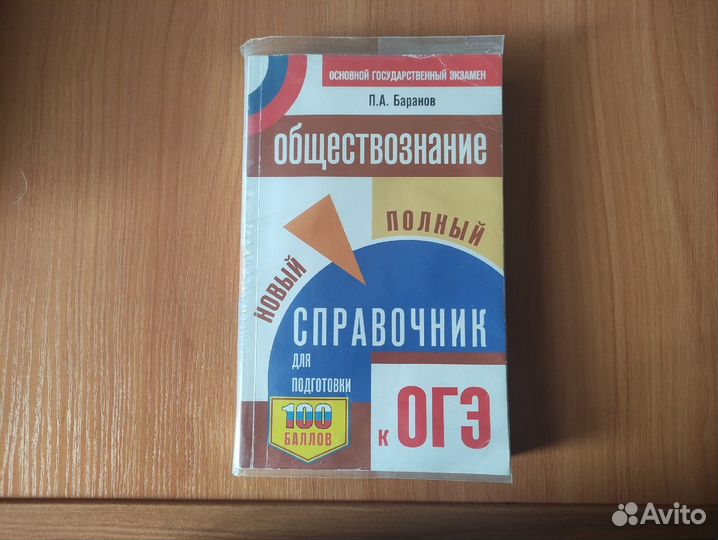 ОСНОВНОЙ ГОСУДАРСТВЕННЫЙ ЭКЗАМЕН
П.А. Баранов
ОБЩЕСТВОЗНАНИЕ
НОВЫЙ
ПОЛНЫЙ
СПРАВОЧНИК
ДЛЯ
ПОДГОТОВКИ
100
БАЛЛОВ
К ОГЭ
Avito